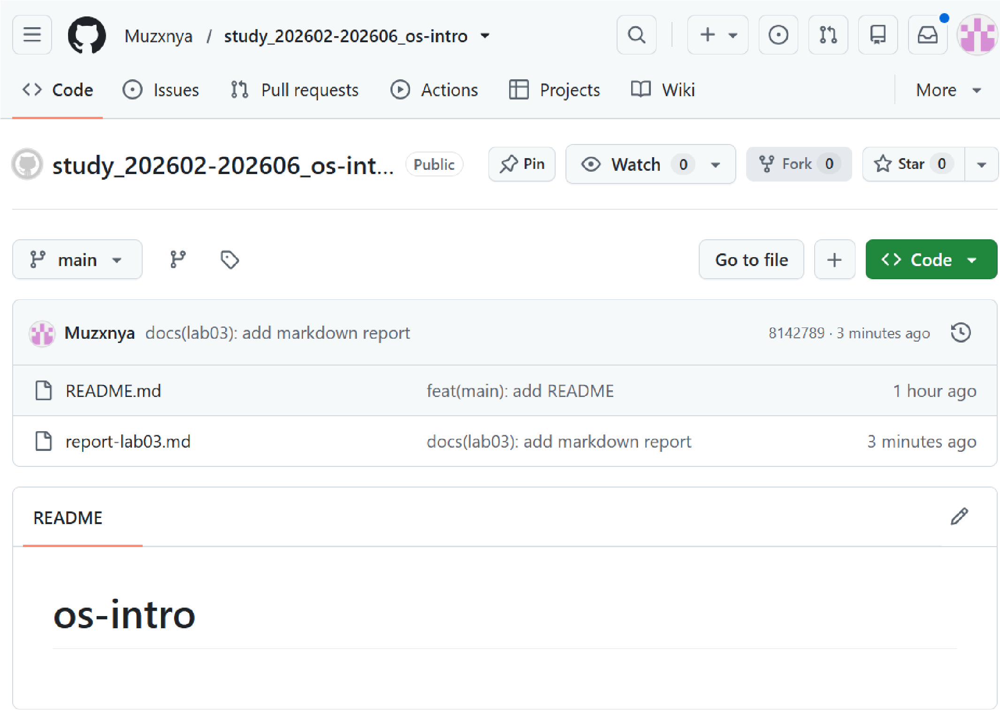 Muzxnya / study_202602-202606_os-intro
Code Issues Pull requests Actions Projects Wiki More
study_202602-202606_os-int... Public Pin Watch 0 Fork 0 Star 0
main Go to file Code
Muzxnya docs(lab03): add markdown report 8142789 · 3 minutes ago
README.md feat(main): add README 1 hour ago
report-lab03.md docs(lab03): add markdown report 3 minutes ago
README
os-intro